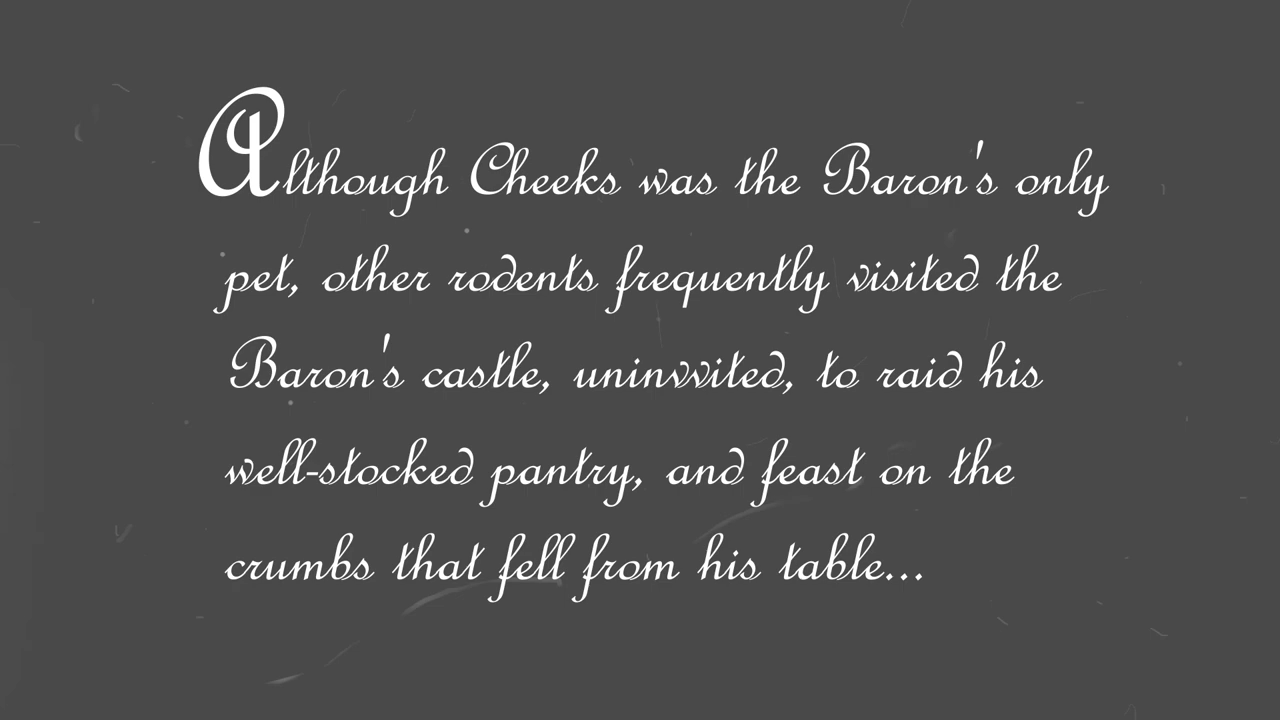 Although Cheeks was the Baron's only
pet, other rodents frequently visited the
Baron's castle, uninvvited, to raid his
well-stocked pantry, and feast on the
crumbs that fell from his table...